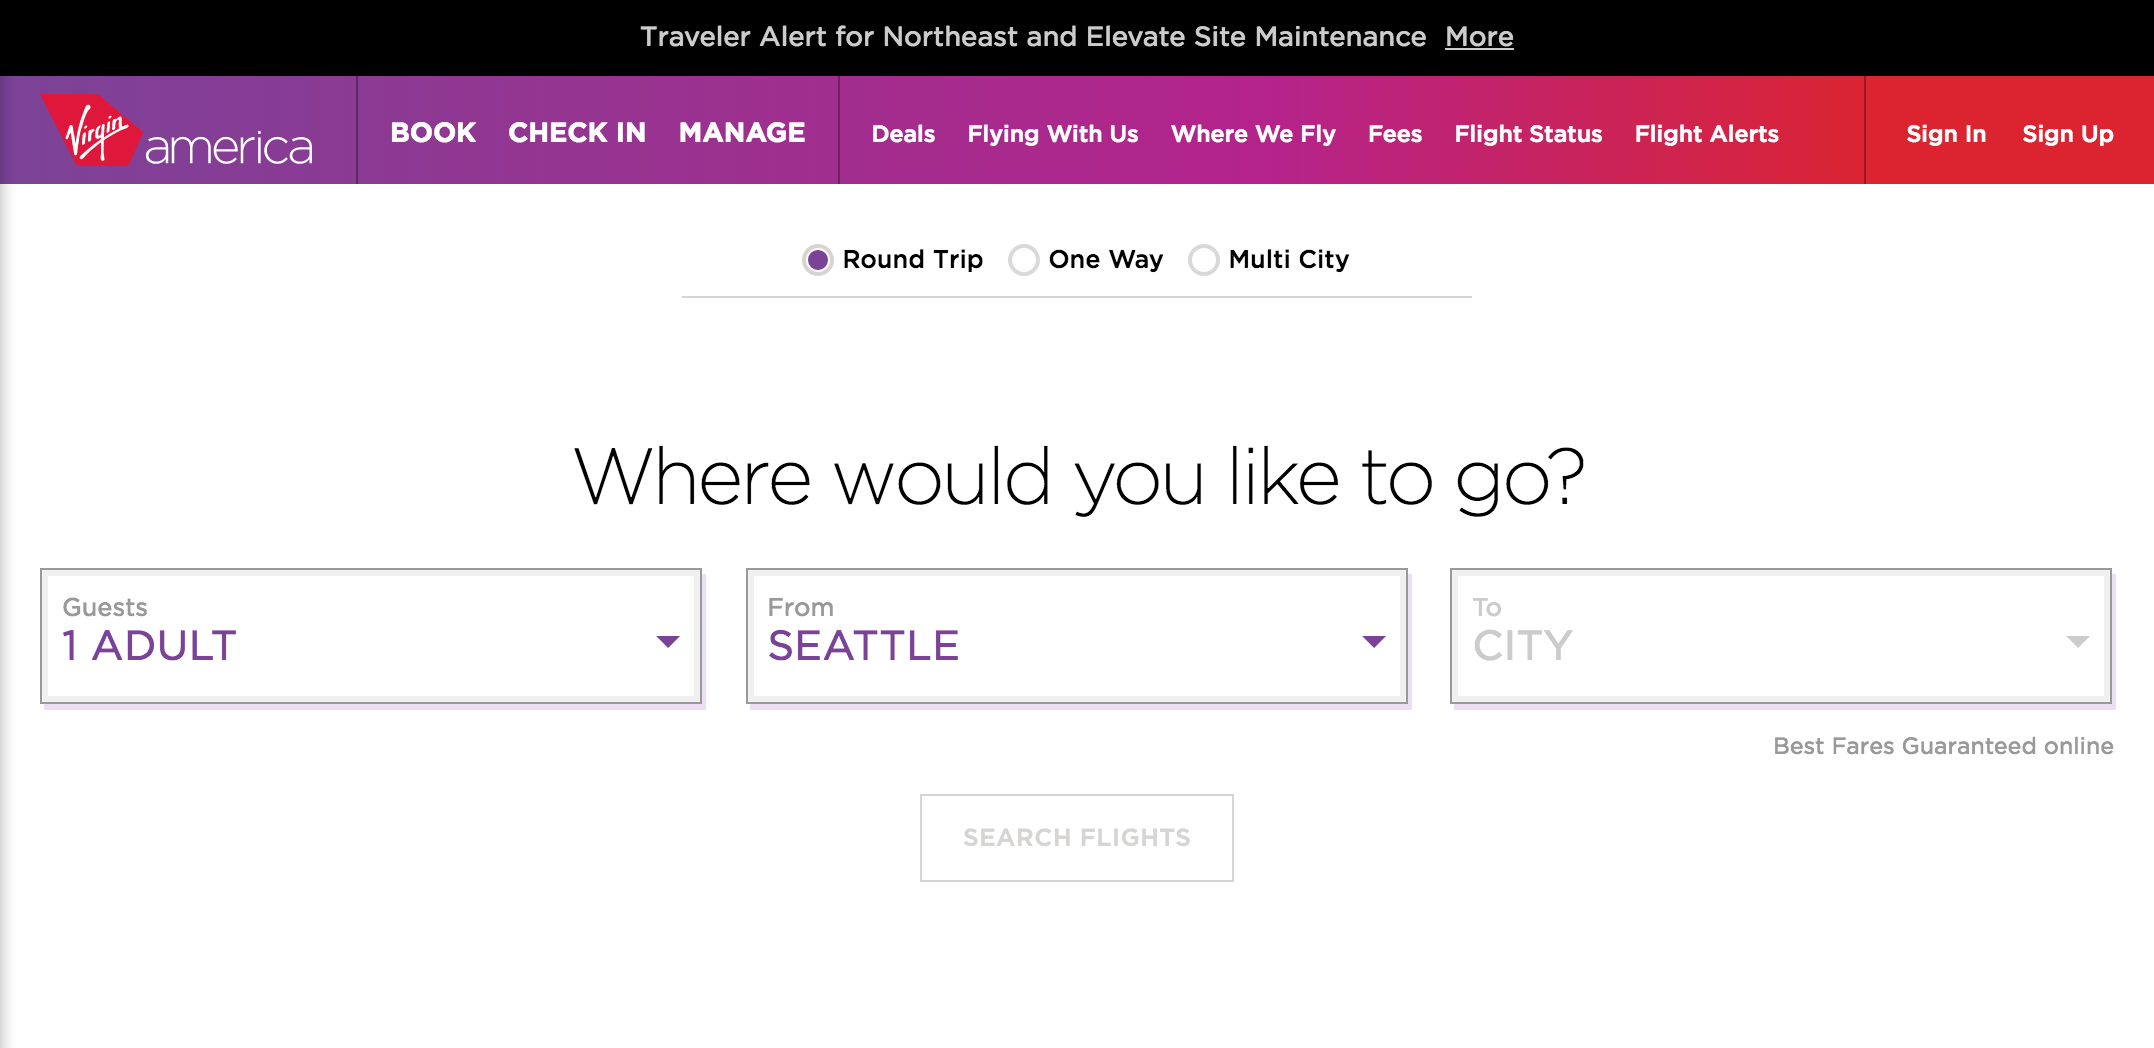 Traveler Alert for Northeast and Elevate Site Maintenance More
Virgin america BOOK CHECK IN MANAGE Deals Flying With Us Where We Fly Fees Flight Status Flight Alerts Sign In Sign Up
Round Trip One Way Multi City
Where would you like to go?
Guests
1 ADULT
From
SEATTLE
To
CITY
Best Fares Guaranteed online
SEARCH FLIGHTS